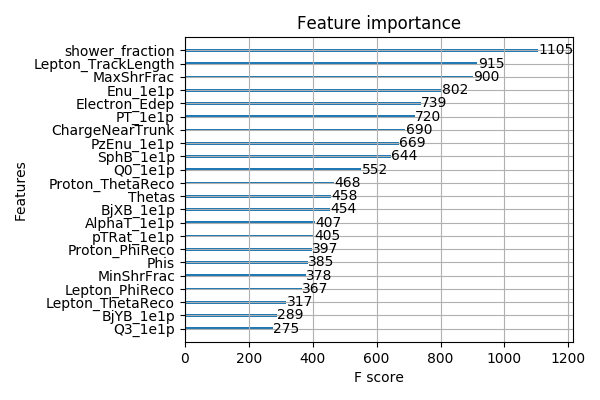 Feature importance
shower_fraction 1105
Lepton_TrackLength 915
MaxShrFrac 900
Enu_1e1p 802
Electron_Edep 739
PT_1e1p 720
ChargeNearTrunk 690
PzEnu_1e1p 669
SphB_1e1p 644
Q0_1e1p 552
Proton_ThetaReco 468
Thetas 458
BjXB_1e1p 454
AlphaT_1e1p 407
pTRat_1e1p 405
Proton_PhiReco 397
Phis 385
MinShrFrac 378
Lepton_PhiReco 367
Lepton_ThetaReco 317
BjYB_1e1p 289
Q3_1e1p 275
Features
0 200 400 600 800 1000 1200
F score